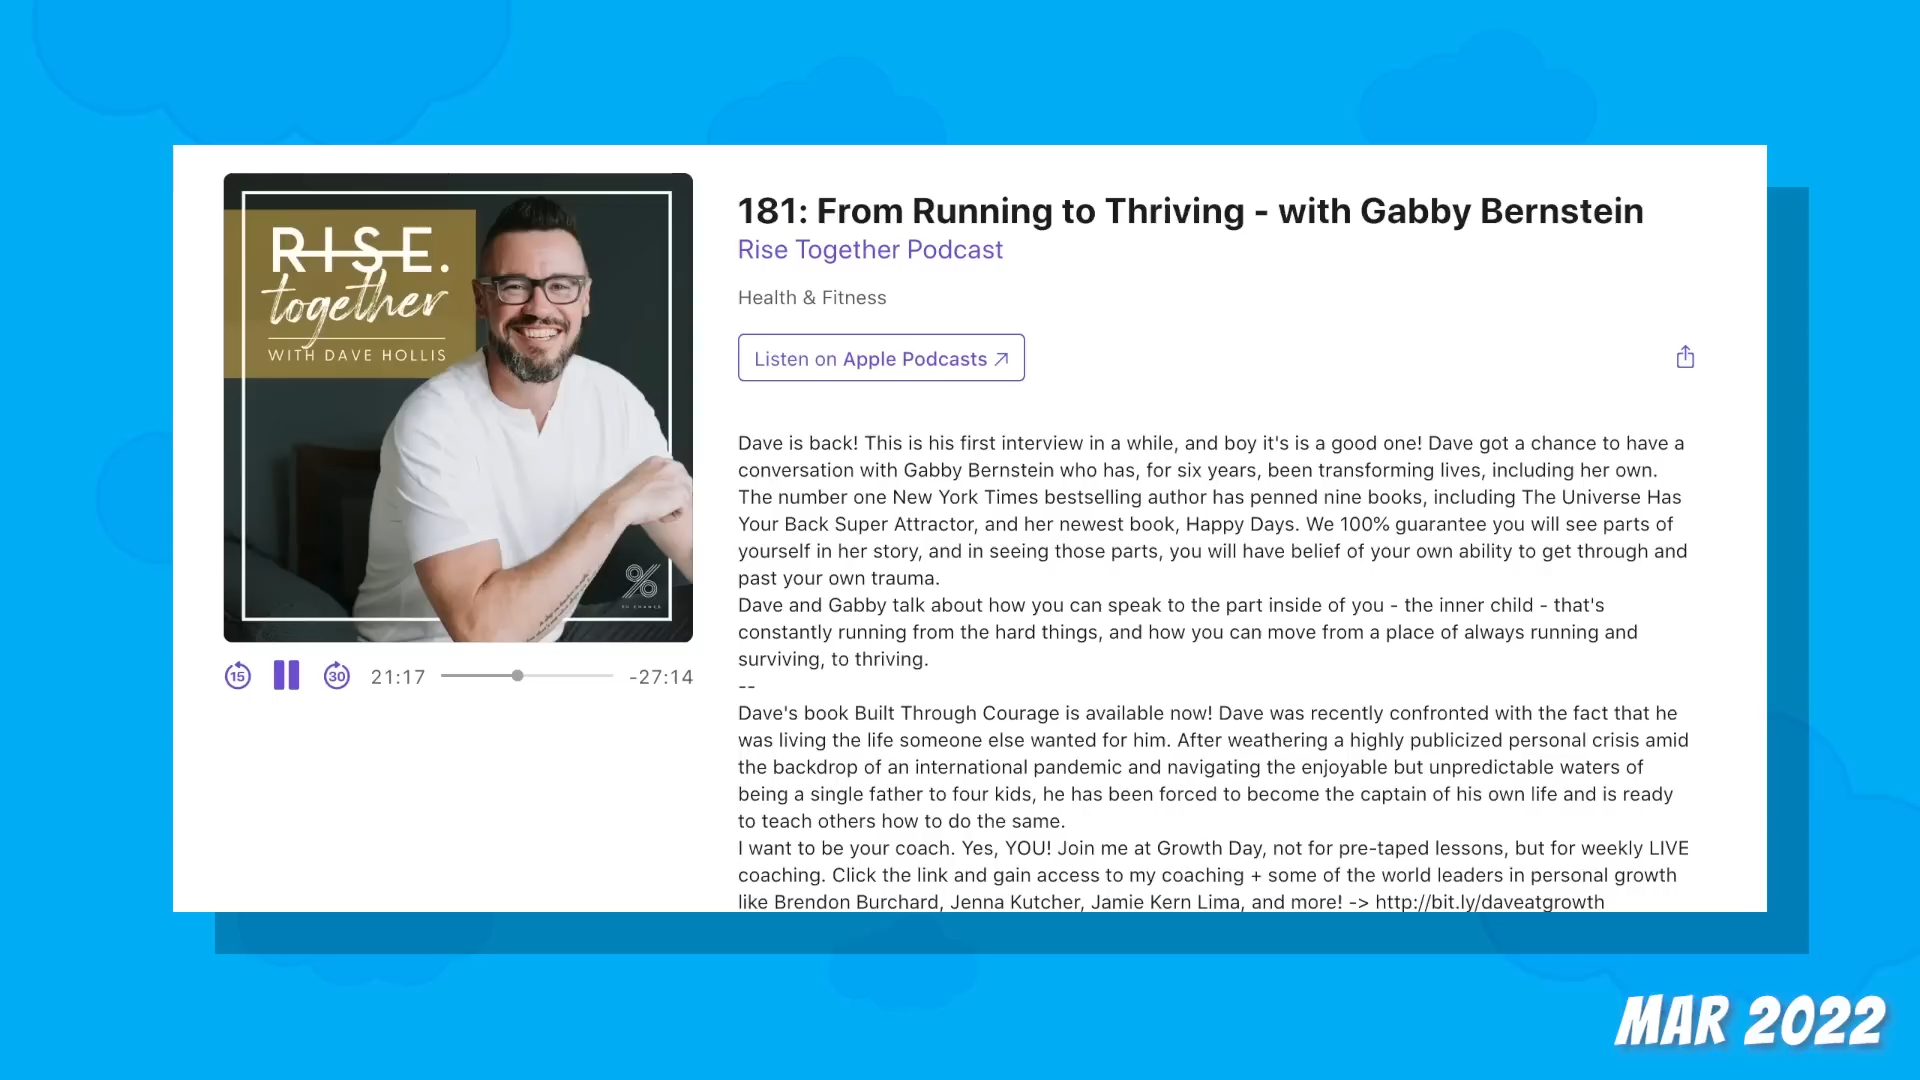 RISE.
together
WITH DAVE HOLLIS
15
30
21:17
-27:14
181: From Running to Thriving - with Gabby Bernstein
Rise Together Podcast
Health & Fitness
Listen on Apple Podcasts
Dave is back! This is his first interview in a while, and boy it's is a good one! Dave got a chance to have a
conversation with Gabby Bernstein who has, for six years, been transforming lives, including her own.
The number one New York Times bestselling author has penned nine books, including The Universe Has
Your Back Super Attractor, and her newest book, Happy Days. We 100% guarantee you will see parts of
yourself in her story, and in seeing those parts, you will have belief of your own ability to get through and
past your own trauma.
Dave and Gabby talk about how you can speak to the part inside of you - the inner child - that's
constantly running from the hard things, and how you can move from a place of always running and
surviving, to thriving.
--
Dave's book Built Through Courage is available now! Dave was recently confronted with the fact that he
was living the life someone else wanted for him. After weathering a highly publicized personal crisis amid
the backdrop of an international pandemic and navigating the enjoyable but unpredictable waters of
being a single father to four kids, he has been forced to become the captain of his own life and is ready
to teach others how to do the same.
I want to be your coach. Yes, YOU! Join me at Growth Day, not for pre-taped lessons, but for weekly LIVE
coaching. Click the link and gain access to my coaching + some of the world leaders in personal growth
like Brendon Burchard, Jenna Kutcher, Jamie Kern Lima, and more! -> http://bit.ly/daveatgrowth
MAR 2022